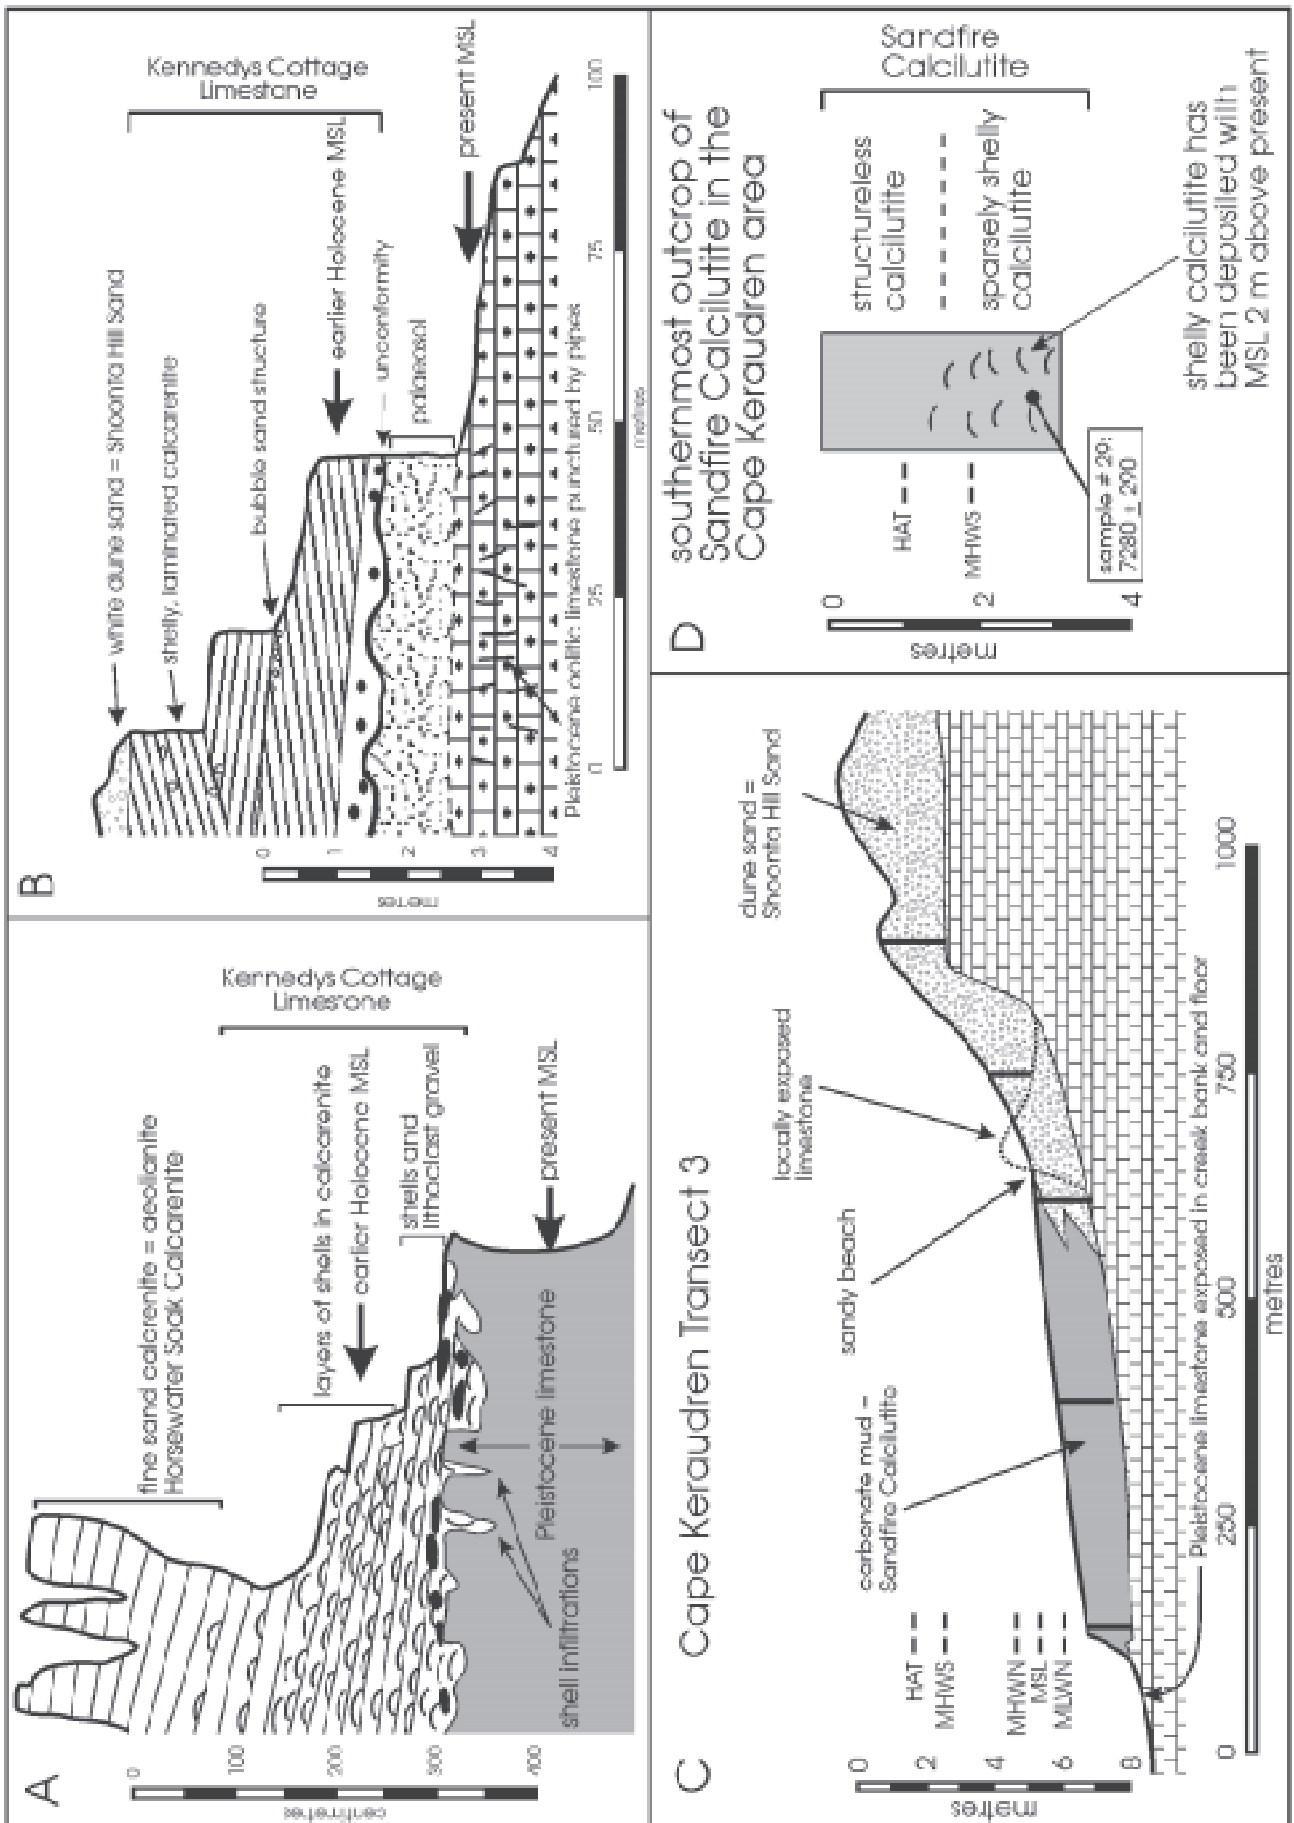 A
fine sand calcrenite = aeolianite
Horsewater Soak Calcarenite
Kennedys Cottage
Limestone
layers of shells in calcarenite
earlier Holocene MSL
shells and
lithoclast gravel
present MSL
Pleistocene limestone
shell infiltrations
0
100
200
300
400
centimetres
B
white dune sand = Shoonta Hill Sand
shelly, laminated calcarenite
bubble sand structure
Kennedys Cottage
Limestone
earlier Holocene MSL
unconformity
palaeosol
present MSL
Pleistocene oolitic limestone punctured by pipes
0
1
2
3
4
metres
0
25
50
75
100
metres
C
Cape Keraudren Transect 3
dune sand =
Shoonta Hill Sand
locally exposed
limestone
sandy beach
carbonate mud =
Sandfire Calcilutite
HAT
MHWS
MHWN
MSL
MLWN
0
2
4
6
8
metres
Pleistocene limestone exposed in creek bank and floor
0
250
500
750
1000
metres
D
southernmost outcrop of
Sandfire Calcilutite in the
Cape Keraudren area
Sandfire
Calcilutite
structureless
calcilutite
sparsely shelly
calcilutite
HAT
MHWS
0
2
4
metres
sample # 29:
7280 ± 290
shelly calcilutite has
been deposited with
MSL 2 m above present